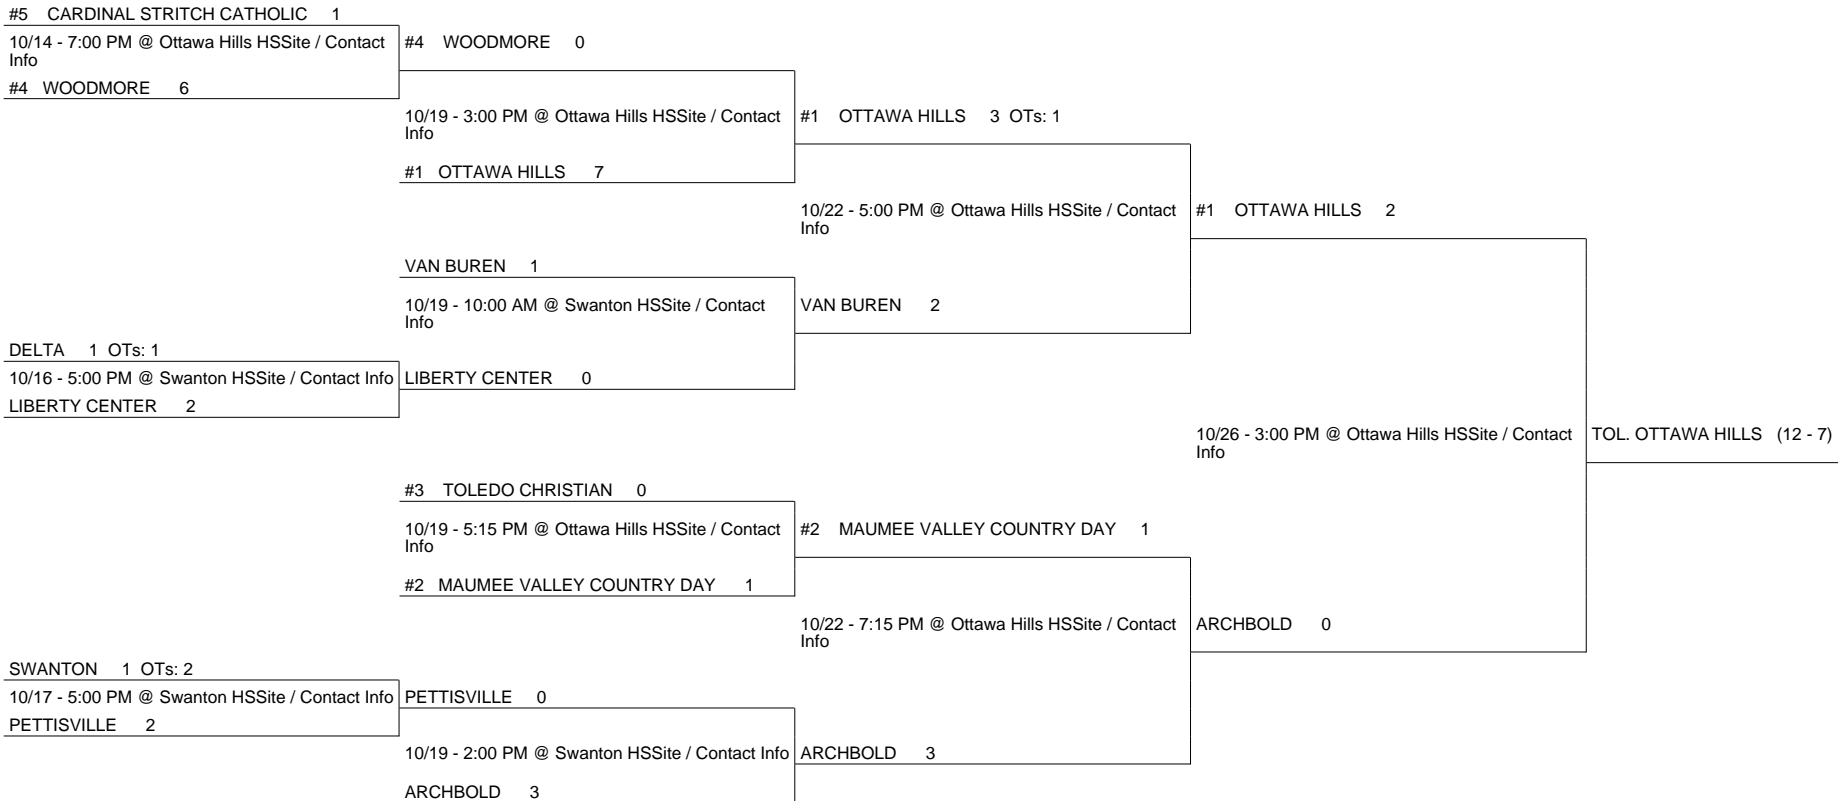 #5 CARDINAL STRITCH CATHOLIC 1
10/14 - 7:00 PM @ Ottawa Hills HSSite / Contact
Info
#4 WOODMORE 6
#4 WOODMORE 0
10/19 - 3:00 PM @ Ottawa Hills HSSite / Contact
Info
#1 OTTAWA HILLS 7
#1 OTTAWA HILLS 3 OTs: 1
10/22 - 5:00 PM @ Ottawa Hills HSSite / Contact
Info
#1 OTTAWA HILLS 2
VAN BUREN 1
10/19 - 10:00 AM @ Swanton HSSite / Contact
Info
VAN BUREN 2
DELTA 1 OTs: 1
10/16 - 5:00 PM @ Swanton HSSite / Contact Info
LIBERTY CENTER 2
LIBERTY CENTER 0
10/26 - 3:00 PM @ Ottawa Hills HSSite / Contact
Info
TOL. OTTAWA HILLS (12 - 7)
#3 TOLEDO CHRISTIAN 0
10/19 - 5:15 PM @ Ottawa Hills HSSite / Contact
Info
#2 MAUMEE VALLEY COUNTRY DAY 1
#2 MAUMEE VALLEY COUNTRY DAY 1
10/22 - 7:15 PM @ Ottawa Hills HSSite / Contact
Info
ARCHBOLD 0
SWANTON 1 OTs: 2
10/17 - 5:00 PM @ Swanton HSSite / Contact Info
PETTISVILLE 2
PETTISVILLE 0
10/19 - 2:00 PM @ Swanton HSSite / Contact Info
ARCHBOLD 3
ARCHBOLD 3